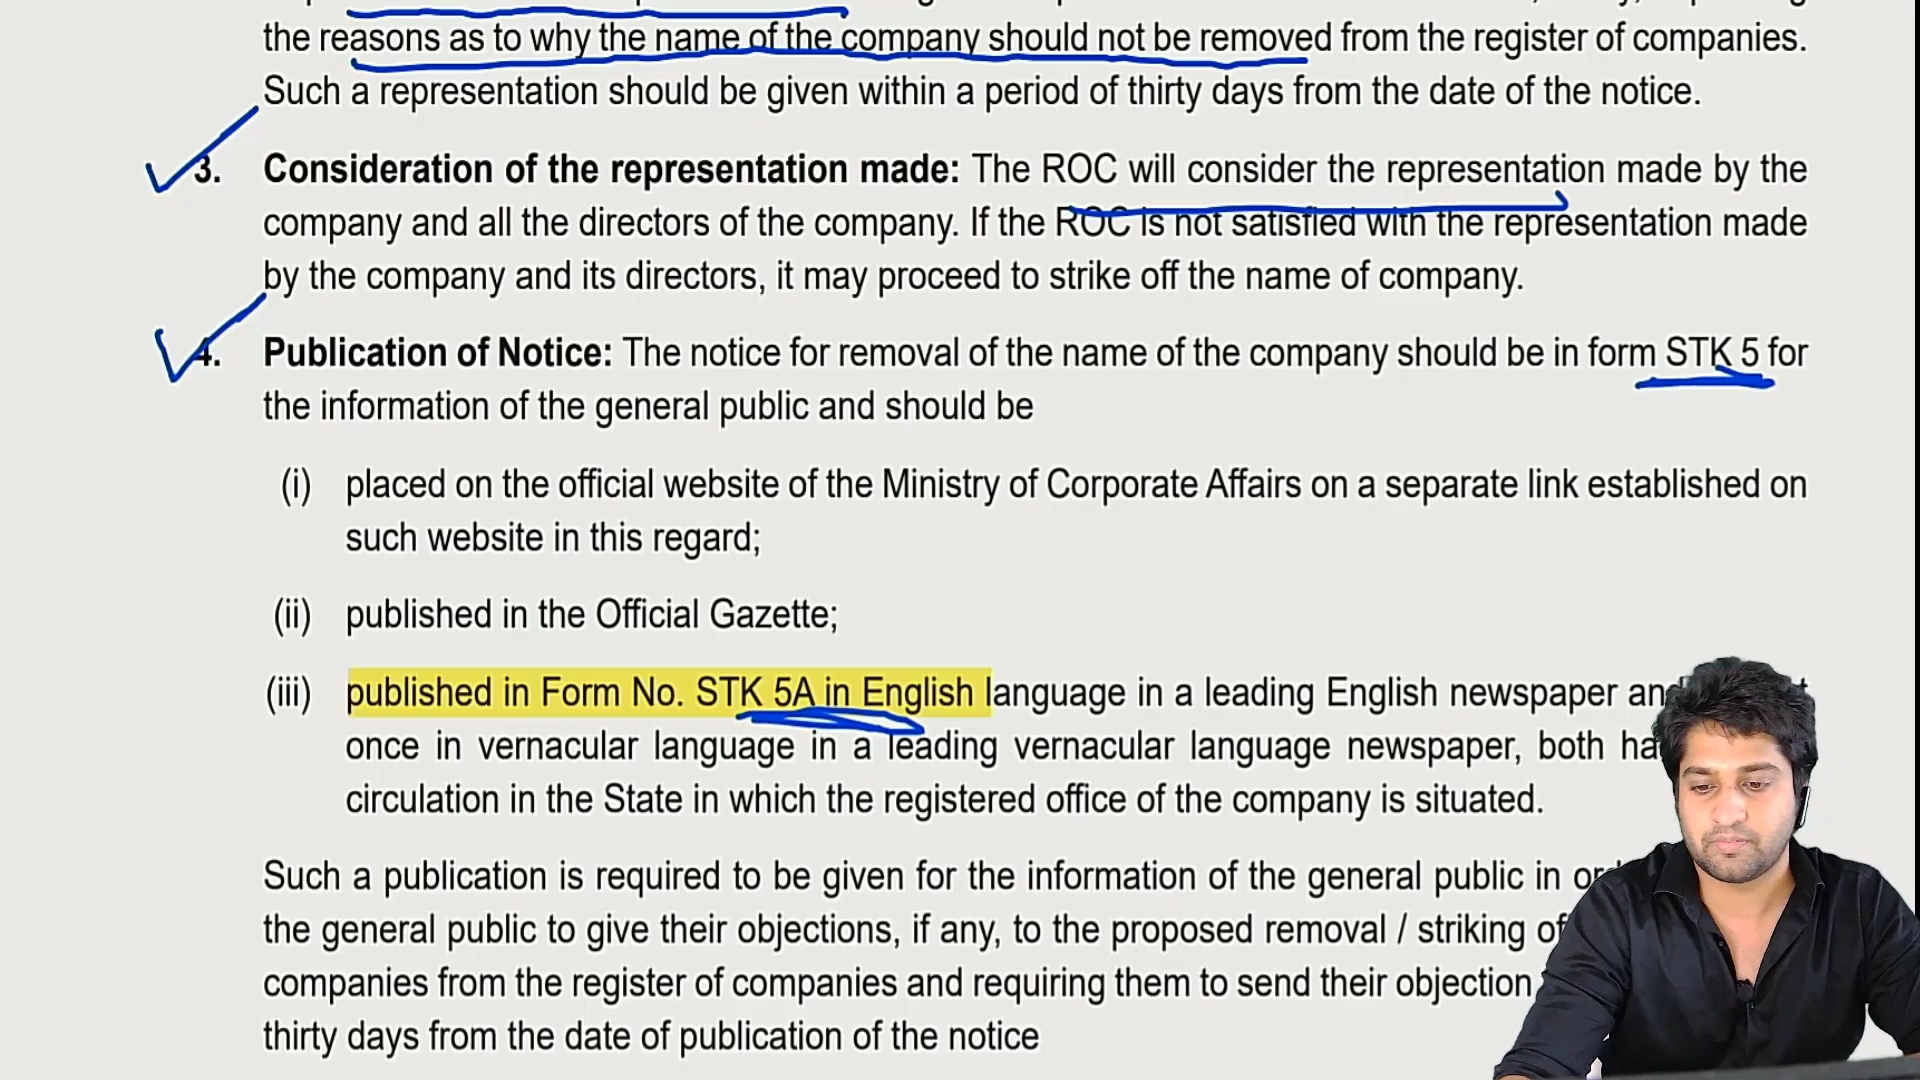 the reasons as to why the name of the company should not be removed from the register of companies.
Such a representation should be given within a period of thirty days from the date of the notice.
3. Consideration of the representation made: The ROC will consider the representation made by the
company and all the directors of the company. If the ROC is not satisfied with the representation made
by the company and its directors, it may proceed to strike off the name of company.
4. Publication of Notice: The notice for removal of the name of the company should be in form STK 5 for
the information of the general public and should be
(i) placed on the official website of the Ministry of Corporate Affairs on a separate link established on
such website in this regard;
(ii) published in the Official Gazette;
(iii) published in Form No. STK 5A in English language in a leading English newspaper
once in vernacular language in a leading vernacular language newspaper, both
circulation in the State in which the registered office of the company is situated.
Such a publication is required to be given for the information of the general public in
the general public to give their objections, if any, to the proposed removal / striking
companies from the register of companies and requiring them to send their objection
thirty days from the date of publication of the notice